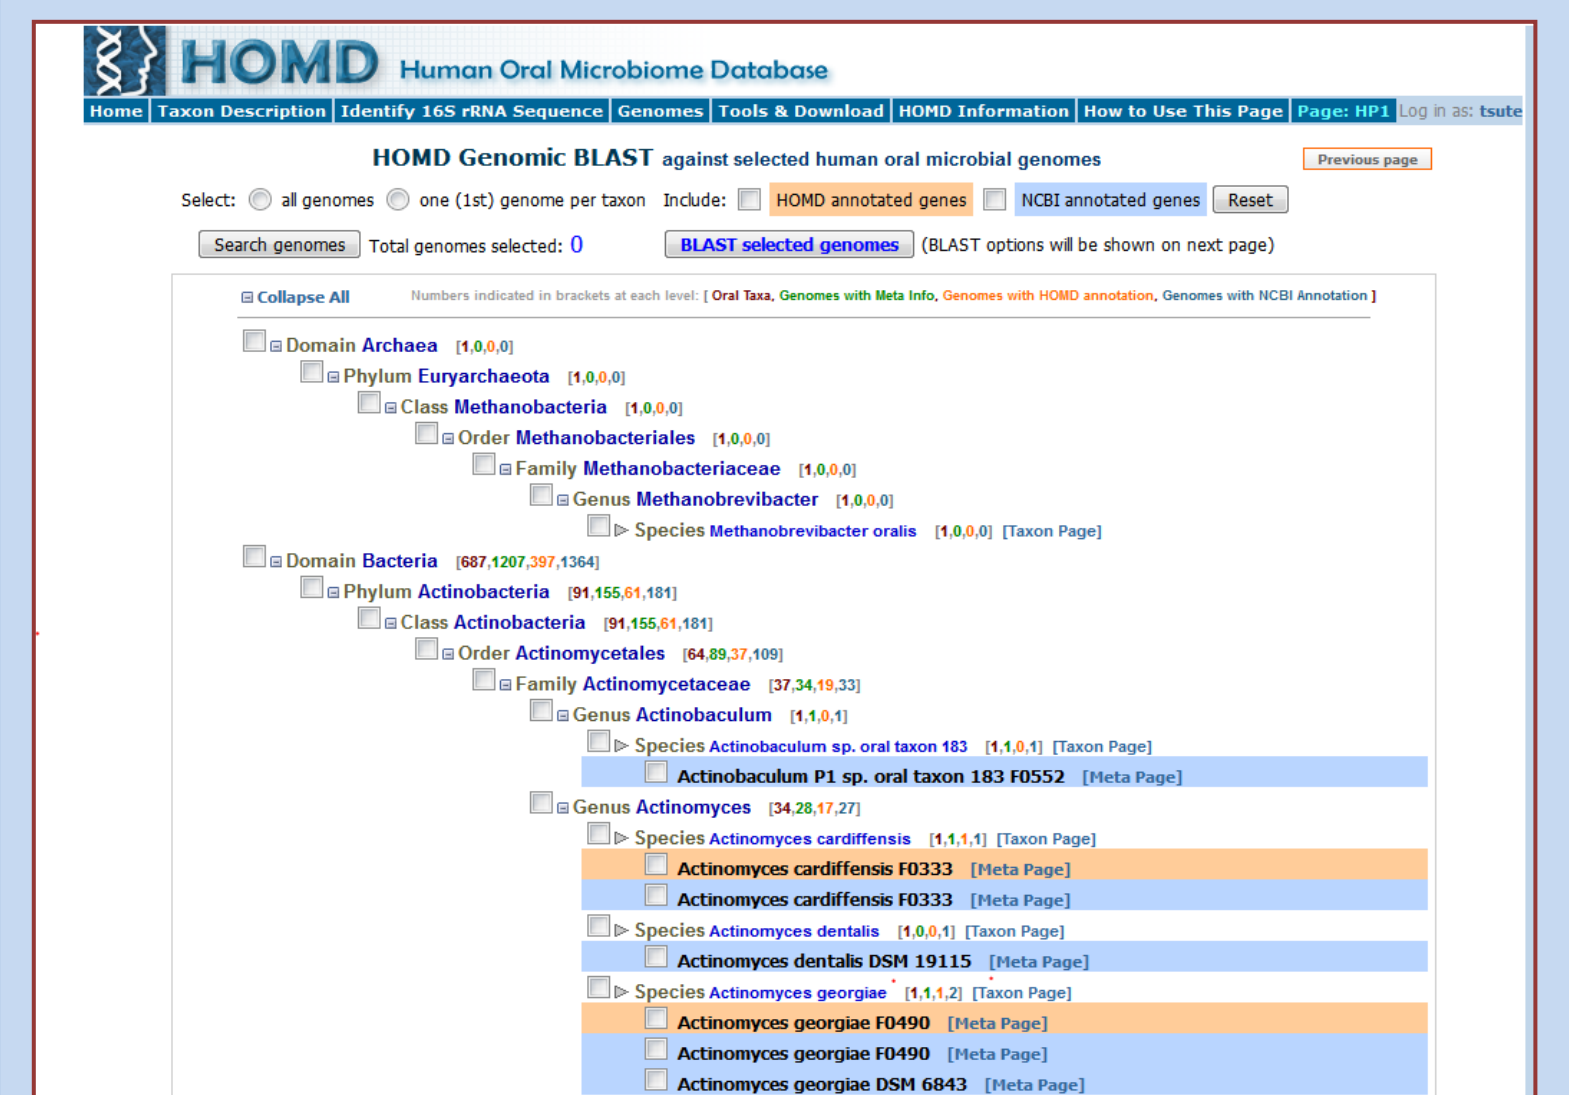 HOMD Human Oral Microbiome Database
Home Taxon Description Identify 16S rRNA Sequence Genomes Tools & Download HOMD Information How to Use This Page Page: HP1 Log in as: tsute
HOMD Genomic BLAST against selected human oral microbial genomes Previous page
Select: all genomes one (1st) genome per taxon Include: HOMD annotated genes NCBI annotated genes Reset
Search genomes Total genomes selected: 0 BLAST selected genomes (BLAST options will be shown on next page)
Collapse All Numbers indicated in brackets at each level: [ Oral Taxa, Genomes with Meta Info, Genomes with HOMD annotation, Genomes with NCBI Annotation ]
Domain Archaea [1,0,0,0]
Phylum Euryarchaeota [1,0,0,0]
Class Methanobacteria [1,0,0,0]
Order Methanobacteriales [1,0,0,0]
Family Methanobacteriaceae [1,0,0,0]
Genus Methanobrevibacter [1,0,0,0]
Species Methanobrevibacter oralis [1,0,0,0] [Taxon Page]
Domain Bacteria [687,1207,397,1364]
Phylum Actinobacteria [91,155,61,181]
Class Actinobacteria [91,155,61,181]
Order Actinomycetales [64,89,37,109]
Family Actinomycetaceae [37,34,19,33]
Genus Actinobaculum [1,1,0,1]
Species Actinobaculum sp. oral taxon 183 [1,1,0,1] [Taxon Page]
Actinobaculum P1 sp. oral taxon 183 F0552 [Meta Page]
Genus Actinomyces [34,28,17,27]
Species Actinomyces cardiffensis [1,1,1,1] [Taxon Page]
Actinomyces cardiffensis F0333 [Meta Page]
Actinomyces cardiffensis F0333 [Meta Page]
Species Actinomyces dentalis [1,0,0,1] [Taxon Page]
Actinomyces dentalis DSM 19115 [Meta Page]
Species Actinomyces georgiae [1,1,1,2] [Taxon Page]
Actinomyces georgiae F0490 [Meta Page]
Actinomyces georgiae F0490 [Meta Page]
Actinomyces georgiae DSM 6843 [Meta Page]